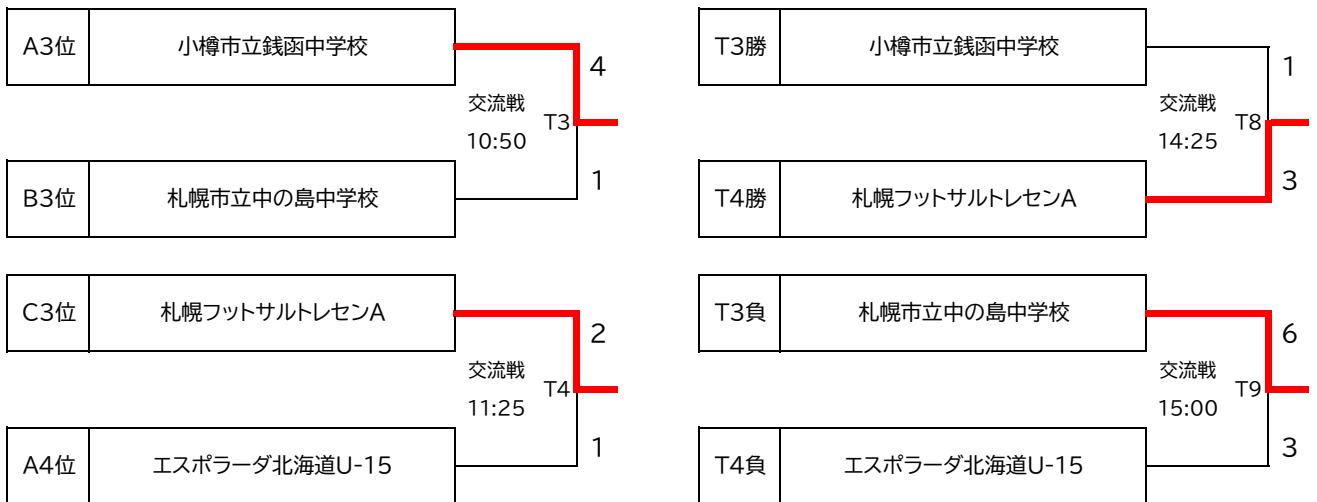 A3位 小樽市立銭函中学校
4
交流戦
T3
10:50
1
B3位 札幌市立中の島中学校
C3位 札幌フットサルトレセンA
2
交流戦
T4
11:25
1
A4位 エスポラーダ北海道U-15
T3勝 小樽市立銭函中学校
1
交流戦
T8
14:25
3
T4勝 札幌フットサルトレセンA
T3負 札幌市立中の島中学校
6
交流戦
T9
15:00
3
T4負 エスポラーダ北海道U-15